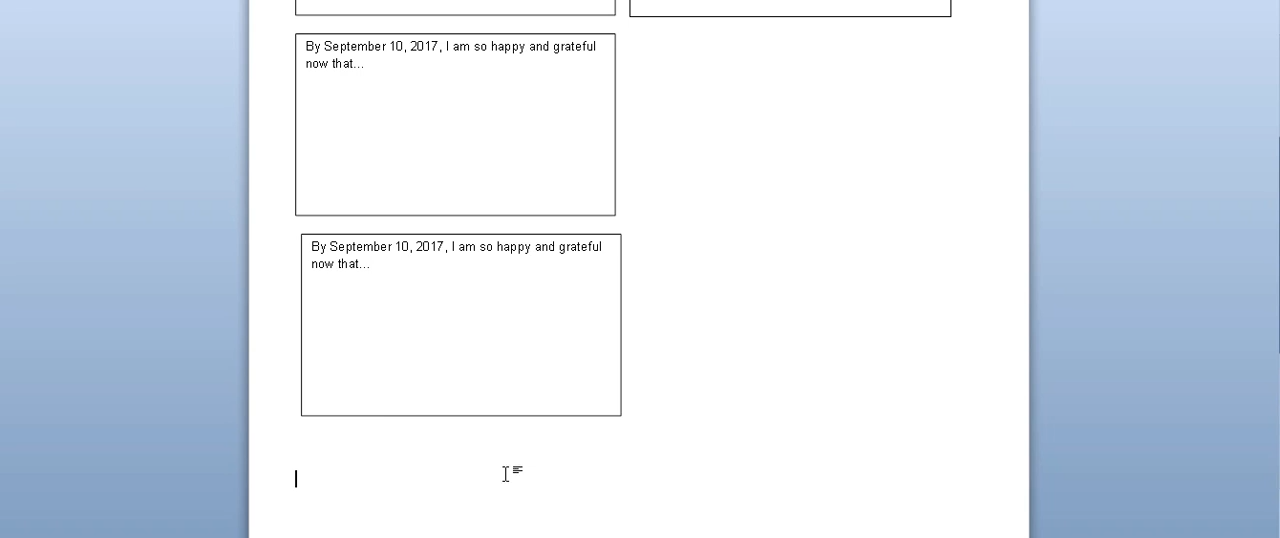 By September 10, 2017, I am so happy and grateful
now that...
By September 10, 2017, I am so happy and grateful
now that...